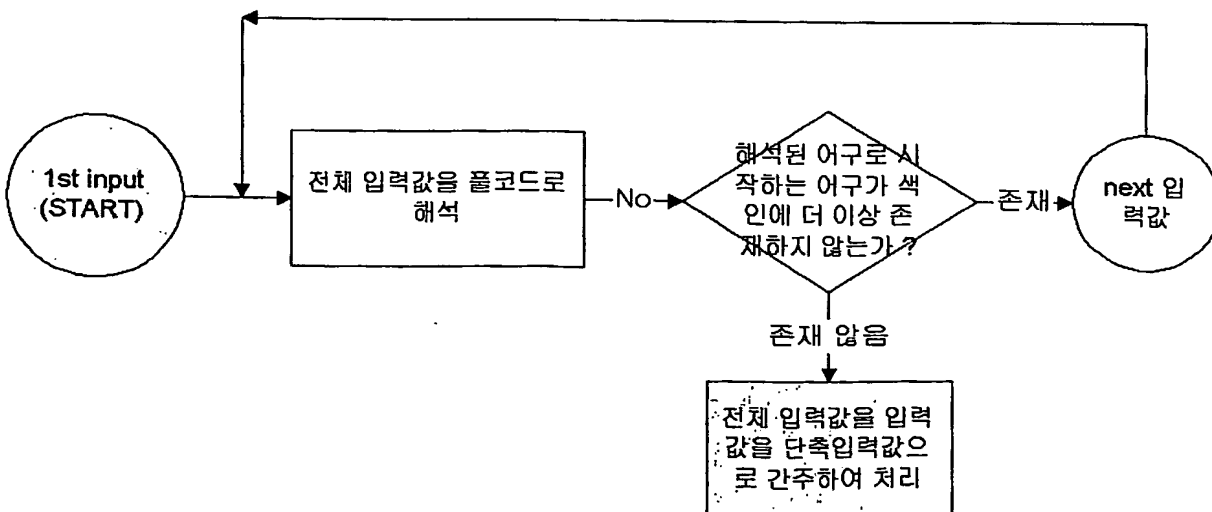 1st input
(START)
전체 입력값을 풀코드로
해석
No
해석된 어구로 시
작하는 어구가 색
인에 더 이상 존
재하지 않는가 ?
존재
next 입
력값
존재 않음
전체 입력값을 입력
값을 단축입력값으
로 간주하여 처리